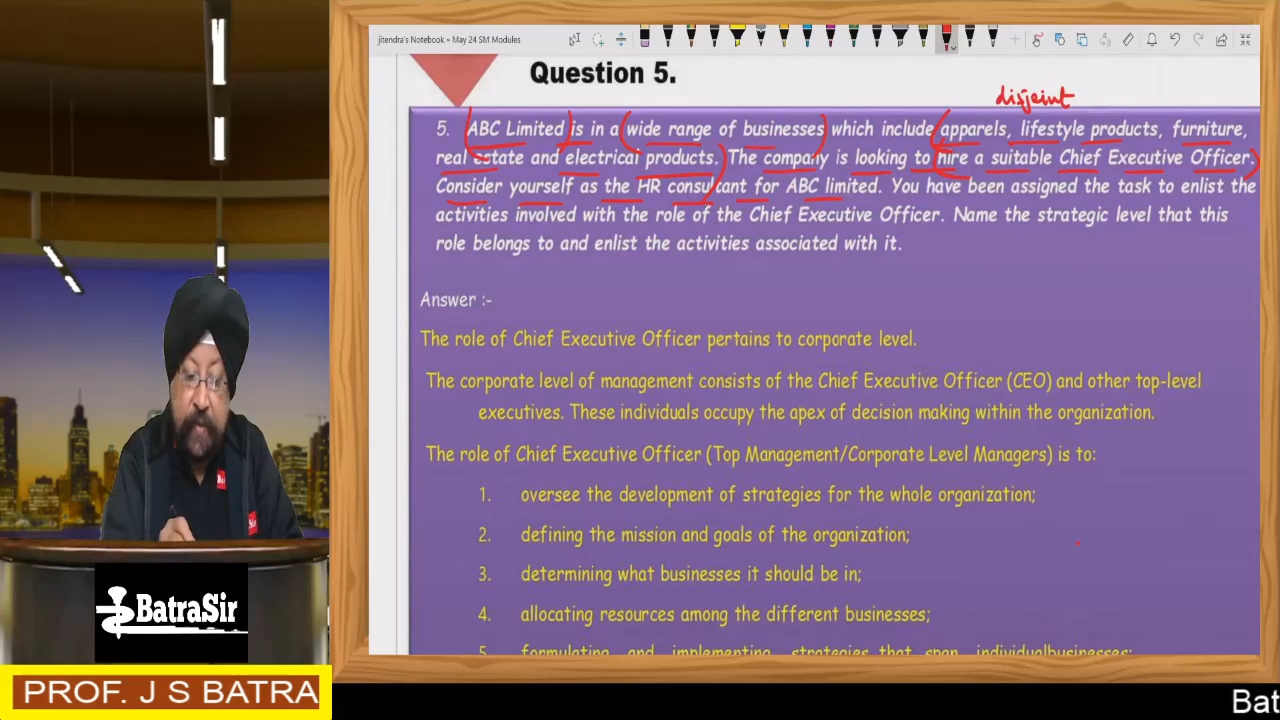 jitendra's Notebook » May 24 SM Modules
Question 5.
disjoint
5. ABC Limited is in a wide range of businesses which include apparels, lifestyle products, furniture,
real estate and electrical products. The company is looking to hire a suitable Chief Executive Officer.
Consider yourself as the HR consultant for ABC limited. You have been assigned the task to enlist the
activities involved with the role of the Chief Executive Officer. Name the strategic level that this
role belongs to and enlist the activities associated with it.
Answer :-
The role of Chief Executive Officer pertains to corporate level.
The corporate level of management consists of the Chief Executive Officer (CEO) and other top-level
executives. These individuals occupy the apex of decision making within the organization.
The role of Chief Executive Officer (Top Management/Corporate Level Managers) is to:
1. oversee the development of strategies for the whole organization;
2. defining the mission and goals of the organization;
3. determining what businesses it should be in;
4. allocating resources among the different businesses;
5. formulating and implementing strategies that span individualbusinesses;
BatraSir
PROF. J S BATRA
Bat